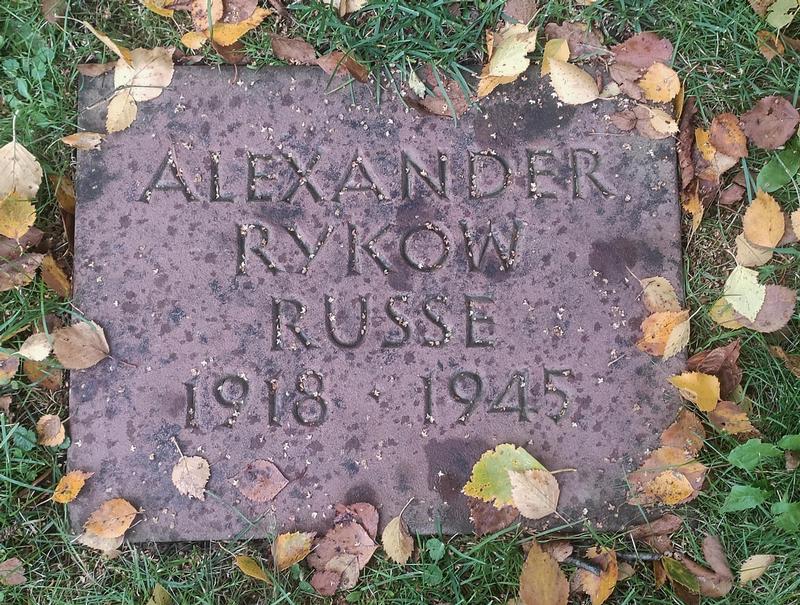 ALEXANDER
RYKOW
RUSSE
1918 · 1945